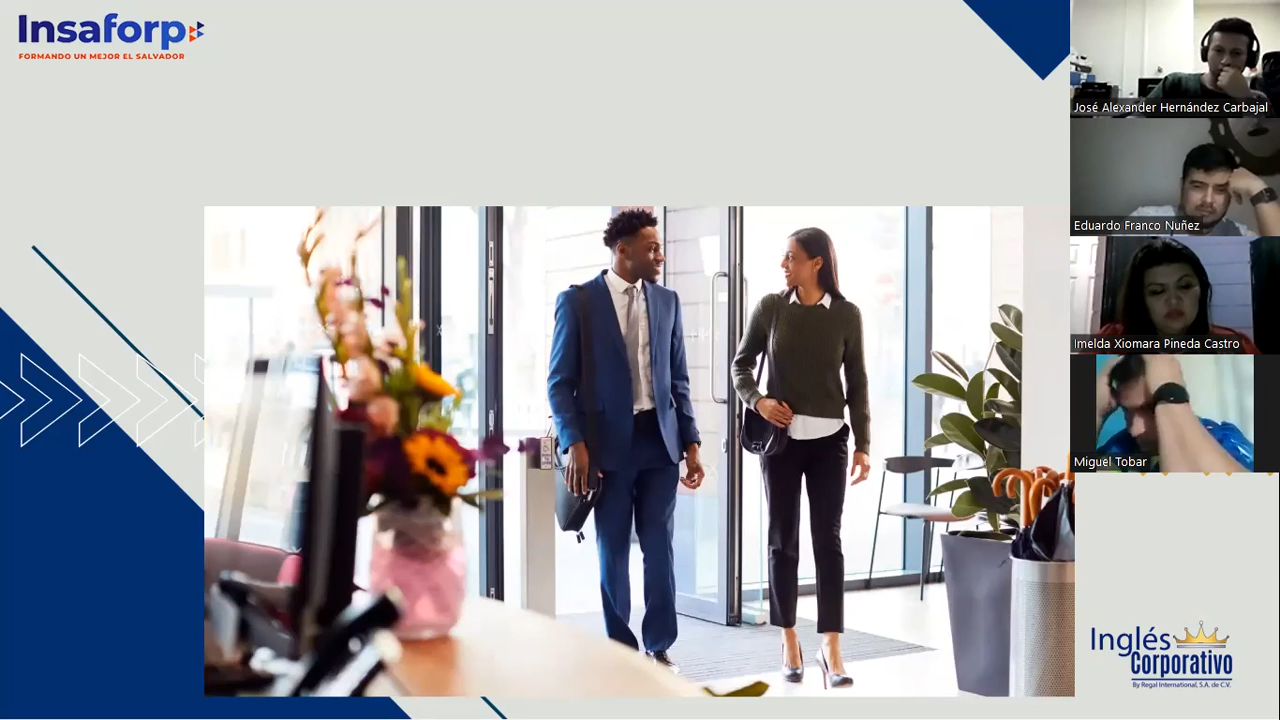 Insaforp
FORMANDO UN MEJOR EL SALVADOR
José Alexander Hernández Carbajal
Eduardo Franco Nuñez
Imelda Xiomara Pineda Castro
Miguel Tobar
Inglés
Corporativo
By Regal International, S.A. de C.V.